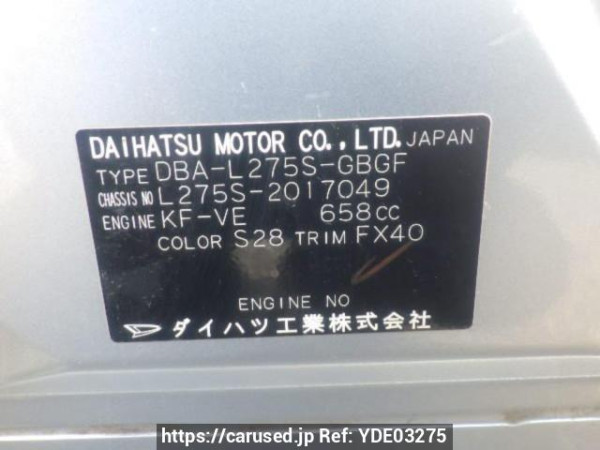 DAIHATSU MOTOR CO.,LTD. JAPAN
TYPE DBA-L275S-GBGF
CHASSIS NO L275S-2017049
ENGINE KF-VE 658cc
COLOR S28 TRIM FX40
ENGINE NO
ダイハツ工業株式会社
https://carused.jp Ref: YDE03275